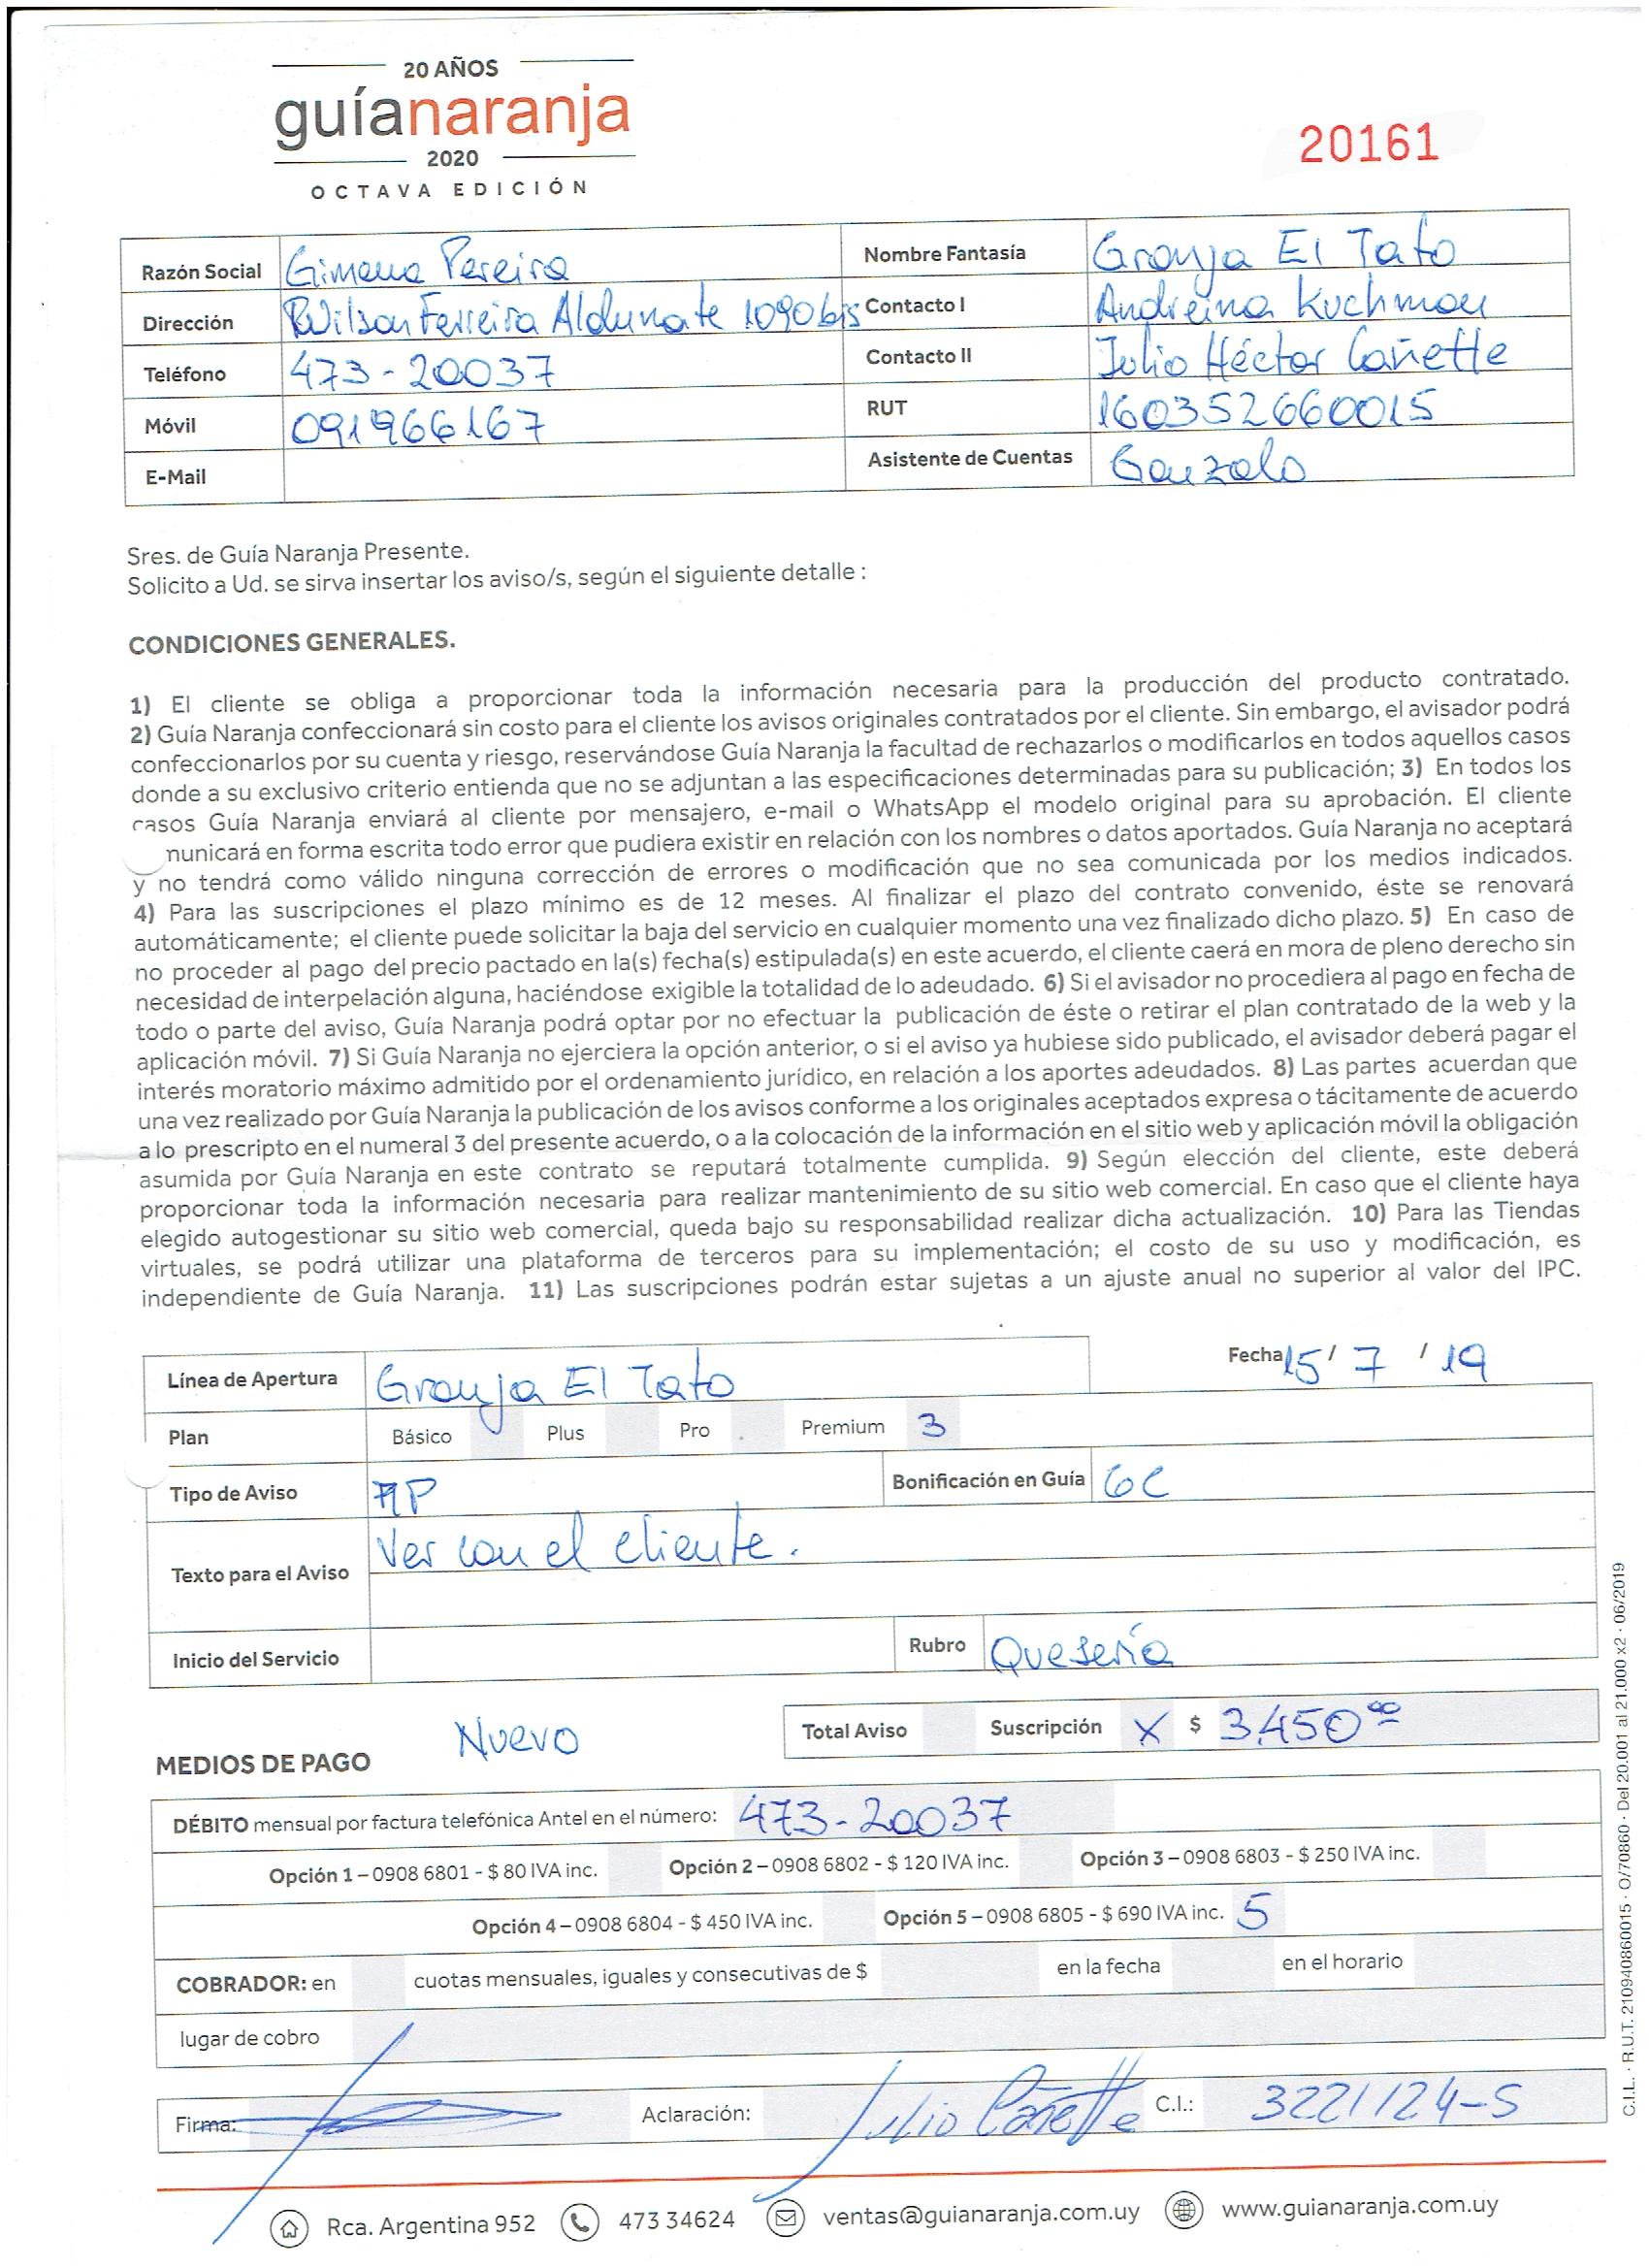 20 AÑOS
guíanaranja
2020
OCTAVA EDICIÓN
20161
Razón Social Gimena Pereira Nombre Fantasía Granja El Tato
Dirección Wilson Ferreira Aldunate 1090 bis Contacto I Andreina Kuchman
Teléfono 473-20037 Contacto II Julio Héctor Cañette
Móvil 091966167 RUT 160352660015
E-Mail Asistente de Cuentas Gonzalo
Sres. de Guía Naranja Presente.
Solicito a Ud. se sirva insertar los aviso/s, según el siguiente detalle :
CONDICIONES GENERALES.
1) El cliente se obliga a proporcionar toda la información necesaria para la producción del producto contratado.
2) Guía Naranja confeccionará sin costo para el cliente los avisos originales contratados por el cliente. Sin embargo, el avisador podrá
confeccionarlos por su cuenta y riesgo, reservándose Guía Naranja la facultad de rechazarlos o modificarlos en todos aquellos casos
donde a su exclusivo criterio entienda que no se adjuntan a las especificaciones determinadas para su publicación; 3) En todos los
casos Guía Naranja enviará al cliente por mensajero, e-mail o WhatsApp el modelo original para su aprobación. El cliente
municará en forma escrita todo error que pudiera existir en relación con los nombres o datos aportados. Guía Naranja no aceptará
y no tendrá como válido ninguna corrección de errores o modificación que no sea comunicada por los medios indicados.
4) Para las suscripciones el plazo mínimo es de 12 meses. Al finalizar el plazo del contrato convenido, éste se renovará
automáticamente; el cliente puede solicitar la baja del servicio en cualquier momento una vez finalizado dicho plazo. 5) En caso de
no proceder al pago del precio pactado en la(s) fecha(s) estipulada(s) en este acuerdo, el cliente caerá en mora de pleno derecho sin
necesidad de interpelación alguna, haciéndose exigible la totalidad de lo adeudado. 6) Si el avisador no procediera al pago en fecha de
todo o parte del aviso, Guía Naranja podrá optar por no efectuar la publicación de éste o retirar el plan contratado de la web y la
aplicación móvil. 7) Si Guía Naranja no ejerciera la opción anterior, o si el aviso ya hubiese sido publicado, el avisador deberá pagar el
interés moratorio máximo admitido por el ordenamiento jurídico, en relación a los aportes adeudados. 8) Las partes acuerdan que
una vez realizado por Guía Naranja la publicación de los avisos conforme a los originales aceptados expresa o tácitamente de acuerdo
a lo prescripto en el numeral 3 del presente acuerdo, o a la colocación de la información en el sitio web y aplicación móvil la obligación
asumida por Guía Naranja en este contrato se reputará totalmente cumplida. 9) Según elección del cliente, este deberá
proporcionar toda la información necesaria para realizar mantenimiento de su sitio web comercial. En caso que el cliente haya
elegido autogestionar su sitio web comercial, queda bajo su responsabilidad realizar dicha actualización. 10) Para las Tiendas
virtuales, se podrá utilizar una plataforma de terceros para su implementación; el costo de su uso y modificación, es
independiente de Guía Naranja. 11) Las suscripciones podrán estar sujetas a un ajuste anual no superior al valor del IPC.
Fecha 15 / 7 / 19
Línea de Apertura Granja El Tato
Plan Básico Plus Pro Premium 3
Tipo de Aviso AP Bonificación en Guía 6C
Texto para el Aviso Ver con el cliente.
Inicio del Servicio Rubro Quesería
Total Aviso Suscripción X $ 3.450⁰⁰
Nuevo
MEDIOS DE PAGO
DÉBITO mensual por factura telefónica Antel en el número: 473-20037
Opción 1 – 0908 6801 - $ 80 IVA inc. Opción 2 – 0908 6802 - $ 120 IVA inc. Opción 3 – 0908 6803 - $ 250 IVA inc.
Opción 4 – 0908 6804 - $ 450 IVA inc. Opción 5 – 0908 6805 - $ 690 IVA inc. 5
COBRADOR: en cuotas mensuales, iguales y consecutivas de $ en la fecha en el horario
lugar de cobro
Firma: Aclaración: Julio Cañette C.I.: 3221124-5
Rca. Argentina 952 473 34624 ventas@guianaranja.com.uy www.guianaranja.com.uy
C.I.L. · R.U.T. 210940860015 · O/70860 · Del 20.001 al 21.000 x2 · 06/2019